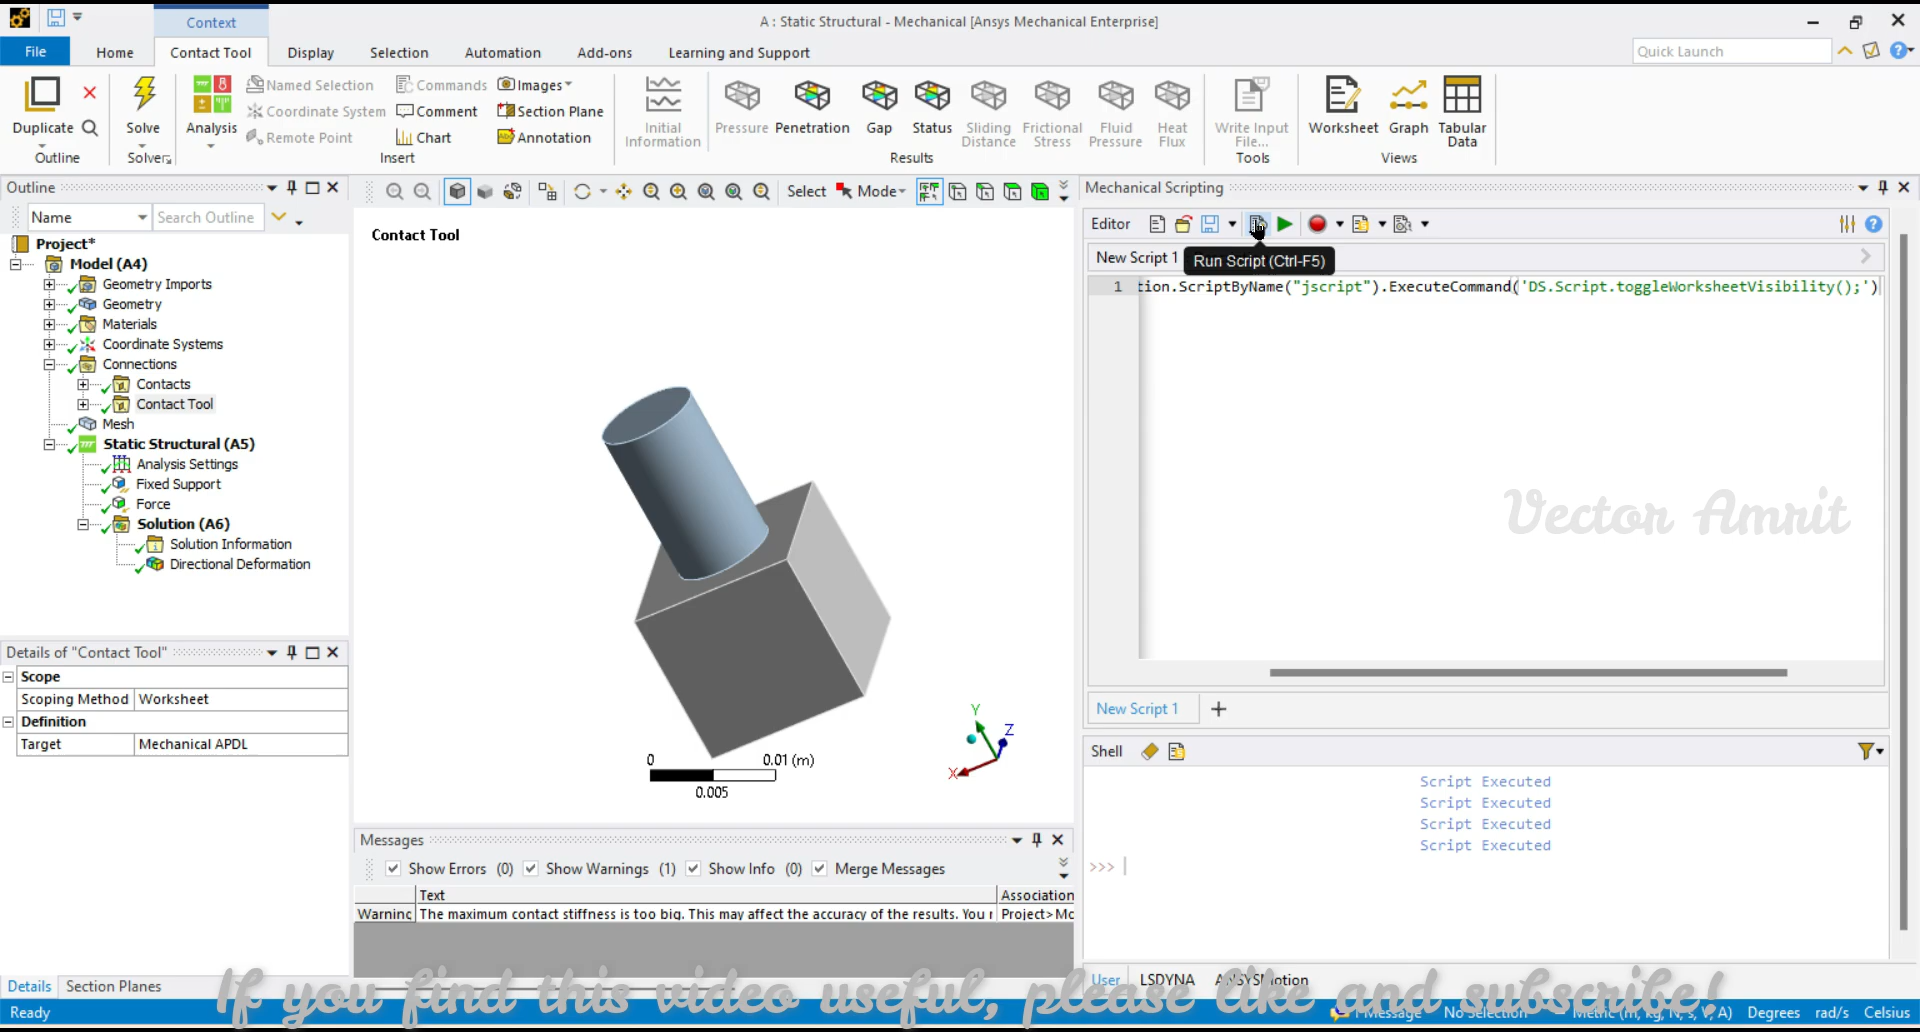 Context
A : Static Structural - Mechanical [Ansys Mechanical Enterprise]
File
Home
Contact Tool
Display
Selection
Automation
Add-ons
Learning and Support
Quick Launch
Duplicate
Outline
Solve
Solver
Analysis
Named Selection
Coordinate System
Remote Point
Commands
Comment
Chart
Images
Section Plane
Annotation
Insert
Initial Information
Pressure
Penetration
Gap
Status
Sliding Distance
Frictional Stress
Fluid Pressure
Heat Flux
Results
Write Input File...
Tools
Worksheet
Graph
Tabular Data
Views
Outline
Name
Search Outline
Project*
Model (A4)
Geometry Imports
Geometry
Materials
Coordinate Systems
Connections
Contacts
Contact Tool
Mesh
Static Structural (A5)
Analysis Settings
Fixed Support
Force
Solution (A6)
Solution Information
Directional Deformation
Details of "Contact Tool"
Scope
Scoping Method Worksheet
Definition
Target Mechanical APDL
Details
Section Planes
Ready
Select
Mode
Contact Tool
0
0.01 (m)
0.005
Y
Z
X
Messages
Show Errors (0)
Show Warnings (1)
Show Info (0)
Merge Messages
Text
Association
Warning The maximum contact stiffness is too big. This may affect the accuracy of the results. You Project>Mo
Mechanical Scripting
Editor
New Script 1
Run Script (Ctrl-F5)
1 tion.ScriptByName("jscript").ExecuteCommand('DS.Script.toggleWorksheetVisibility();')
Vector Amrit
New Script 1
+
Shell
Script Executed
Script Executed
Script Executed
Script Executed
>>>
User
LSDYNA
If you find this video useful, please like and subscribe!
1 Message
No Selection
Metric (m, kg, N, s, V, A)
Degrees
rad/s
Celsius